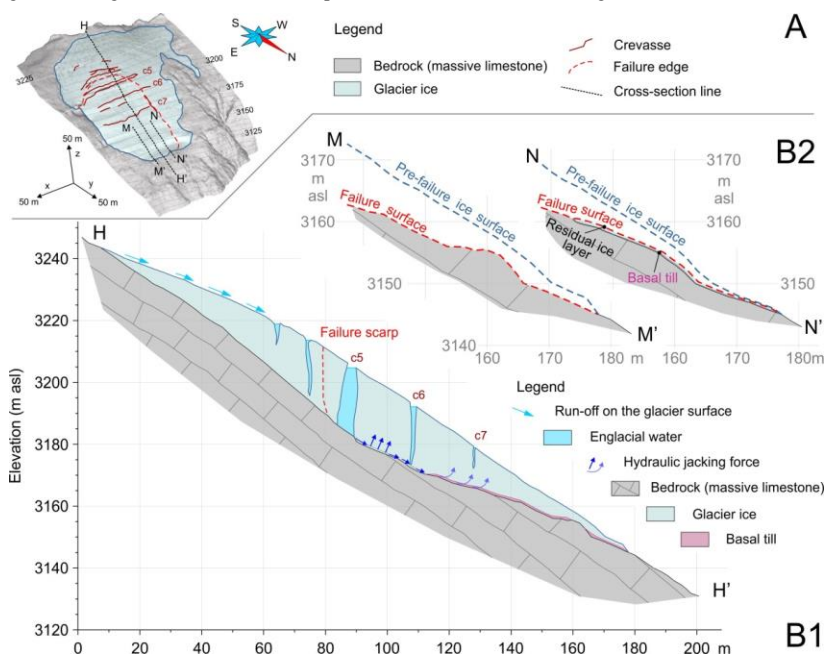 A
H
S
W
E
N
3225
3200
3175
3150
3125
c5
c6
c7
M
N
M'
N'
H'
50 m
z
50 m
x
y
50 m
Legend
Bedrock (massive limestone)
Glacier ice
Crevasse
Failure edge
Cross-section line
B2
M
3170
m
asl
3160
Pre-failure ice surface
Failure surface
3150
3140
160
170
180 m
M'
N
3170
m
asl
3160
Pre-failure ice surface
Failure surface
Residual ice
layer
Basal till
3150
160
170
180m
N'
H
Elevation (m asl)
3240
3220
3200
3180
3160
3140
3120
0
20
40
60
80
100
120
140
160
180
200 m
Failure scarp
c5
c6
c7
H'
Legend
Run-off on the glacier surface
Englacial water
Hydraulic jacking force
Bedrock (massive limestone)
Glacier ice
Basal till
B1